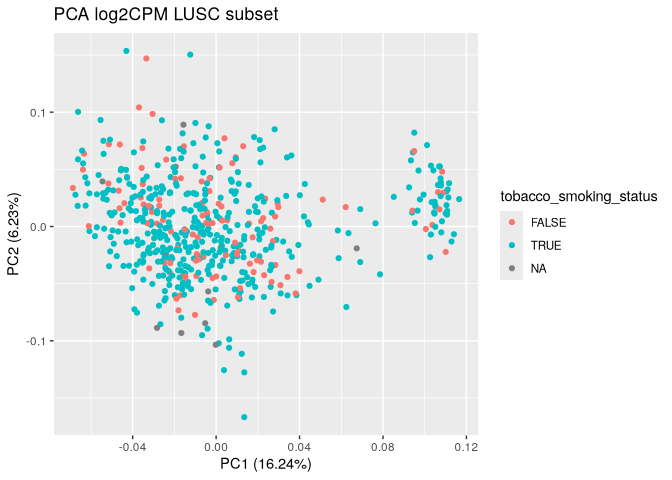 PCA log2CPM LUSC subset
0.1
0.0
-0.1
PC2 (6.23%)
-0.04
0.00
0.04
0.08
0.12
PC1 (16.24%)
tobacco_smoking_status
FALSE
TRUE
NA